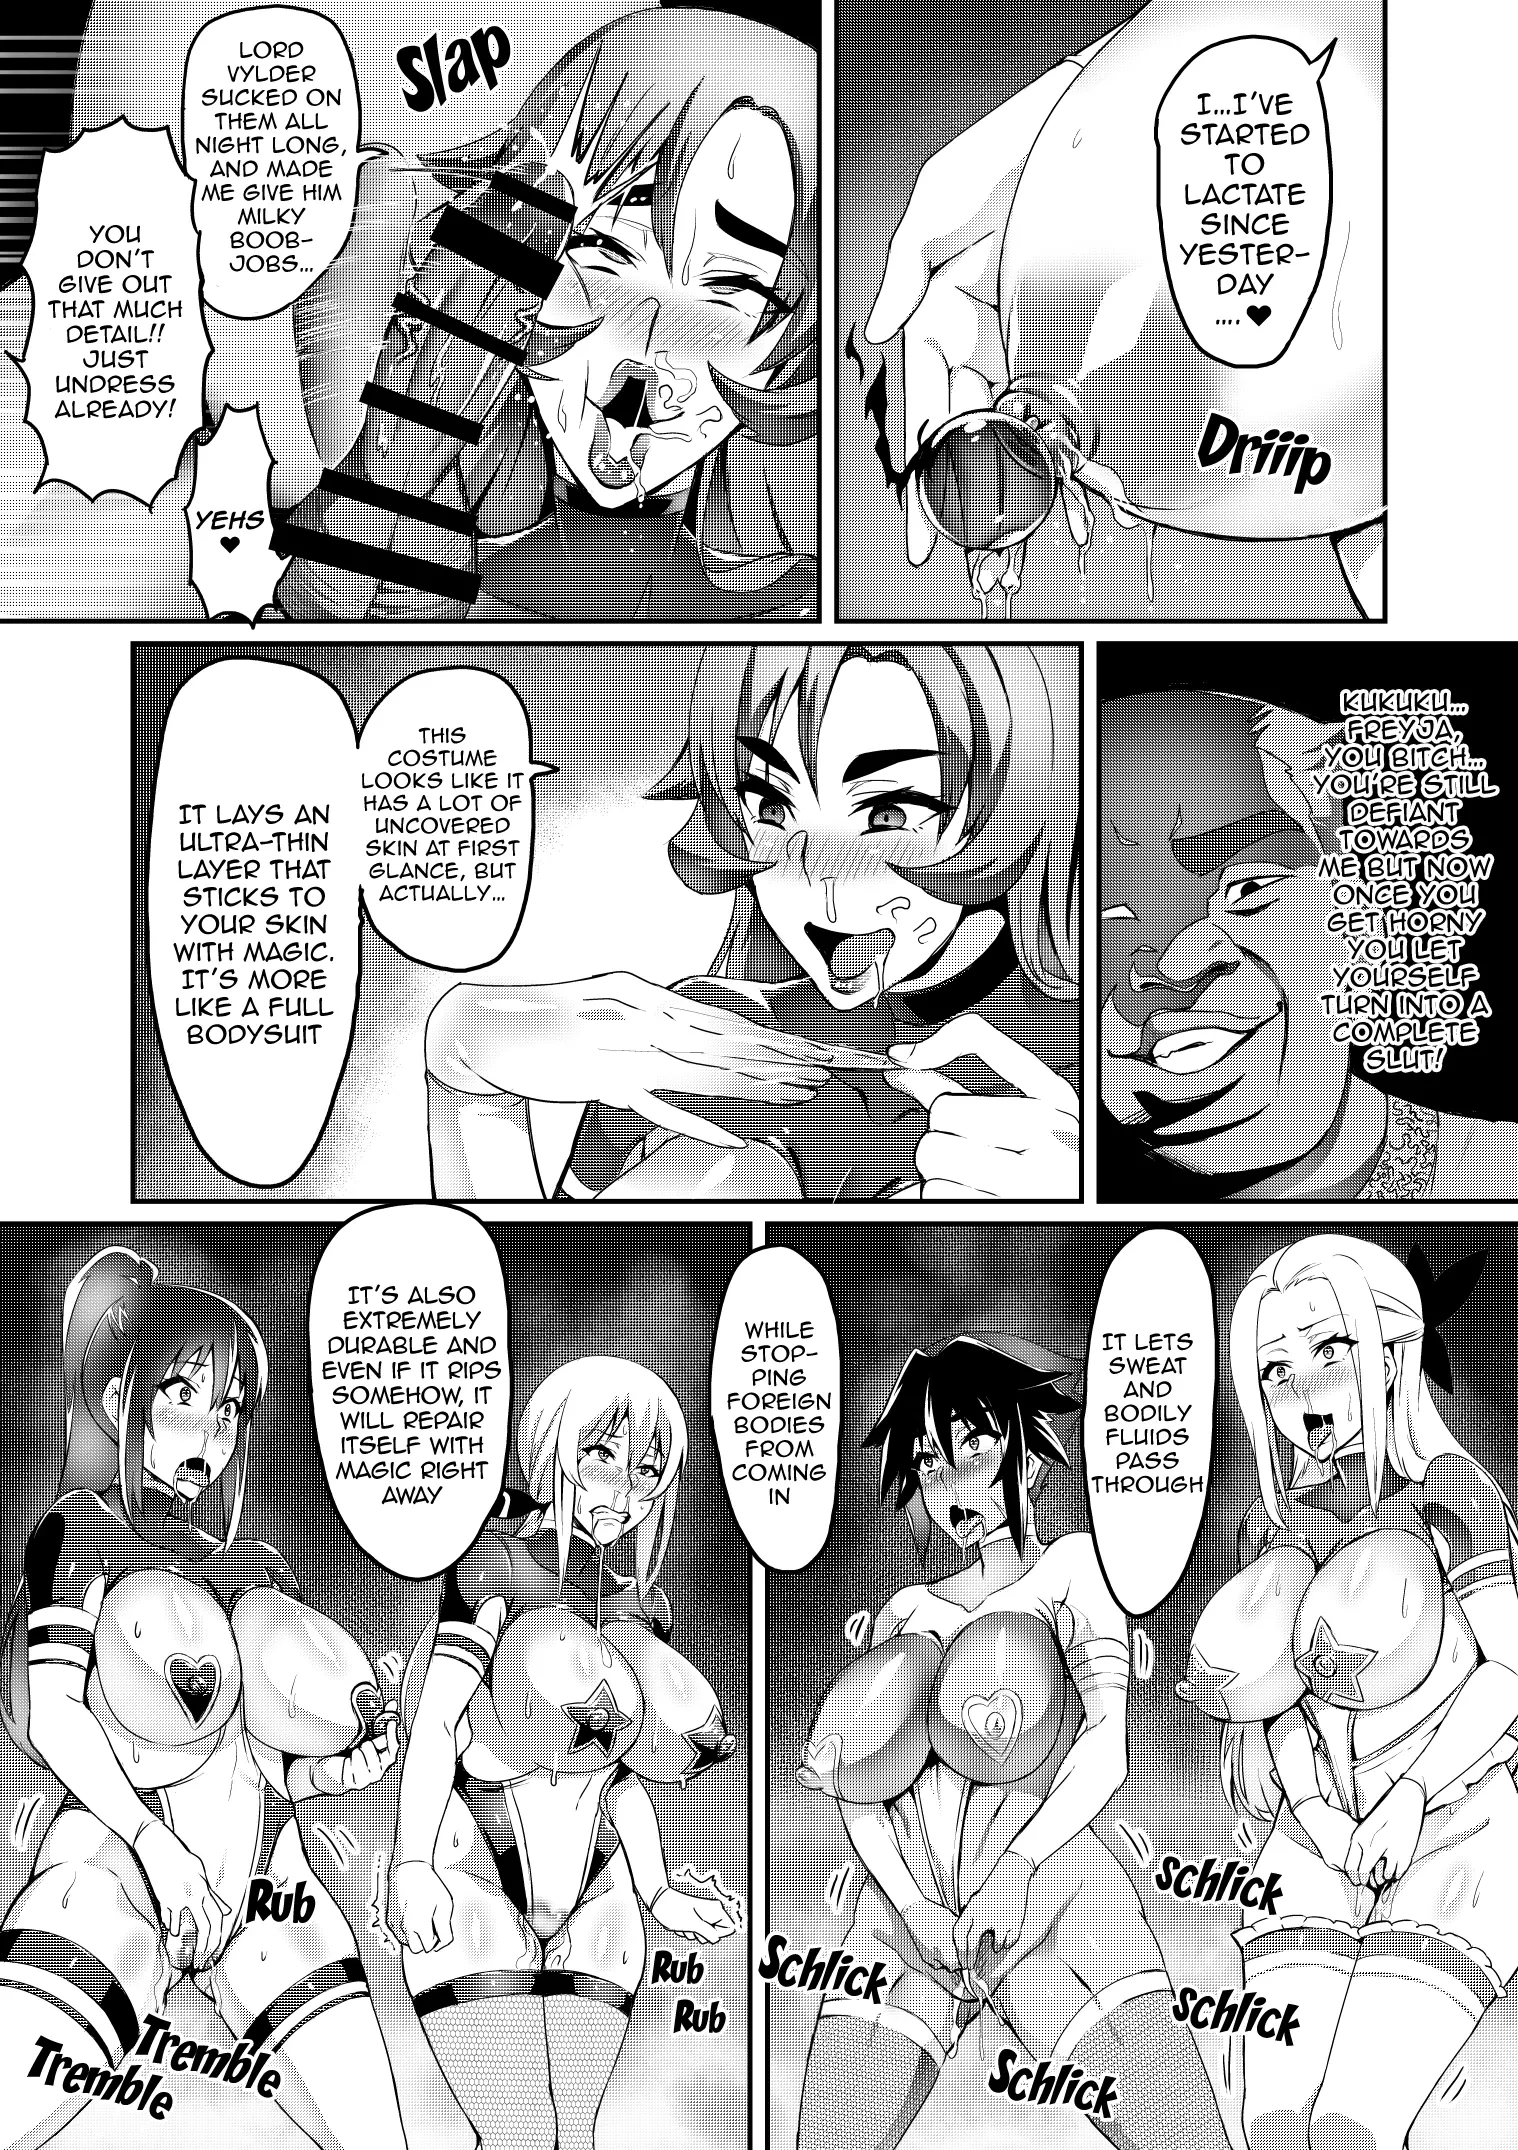 I...I'VE
STARTED
TO
LACTATE
SINCE
YESTER-
DAY
.... ♥
Driiip
Slap
LORD
VYLDER
SUCKED ON
THEM ALL
NIGHT LONG,
AND MADE
ME GIVE HIM
MILKY
BOOB-
JOBS...
YOU
DON'T
GIVE OUT
THAT MUCH
DETAIL!!
JUST
UNDRESS
ALREADY!
YEHS
♥
KUKUKU...
FREYJA,
YOU BITCH...
YOU'RE STILL
DEFIANT
TOWARDS
ME BUT NOW
ONCE YOU
GET HORNY
YOU LET
YOURSELF
TURN INTO A
COMPLETE
SLUT!
THIS
COSTUME
LOOKS LIKE IT
HAS A LOT OF
UNCOVERED
SKIN AT FIRST
GLANCE, BUT
ACTUALLY...
IT LAYS AN
ULTRA-THIN
LAYER THAT
STICKS TO
YOUR SKIN
WITH MAGIC.
IT'S MORE
LIKE A FULL
BODYSUIT
IT LETS
SWEAT
AND
BODILY
FLUIDS
PASS
THROUGH
WHILE
STOP-
PING
FOREIGN
BODIES
FROM
COMING
IN
Schlick
Schlick
Schlick
Schlick
IT'S ALSO
EXTREMELY
DURABLE AND
EVEN IF IT RIPS
SOMEHOW, IT
WILL REPAIR
ITSELF WITH
MAGIC RIGHT
AWAY
Rub
Rub
Rub
Tremble
Tremble